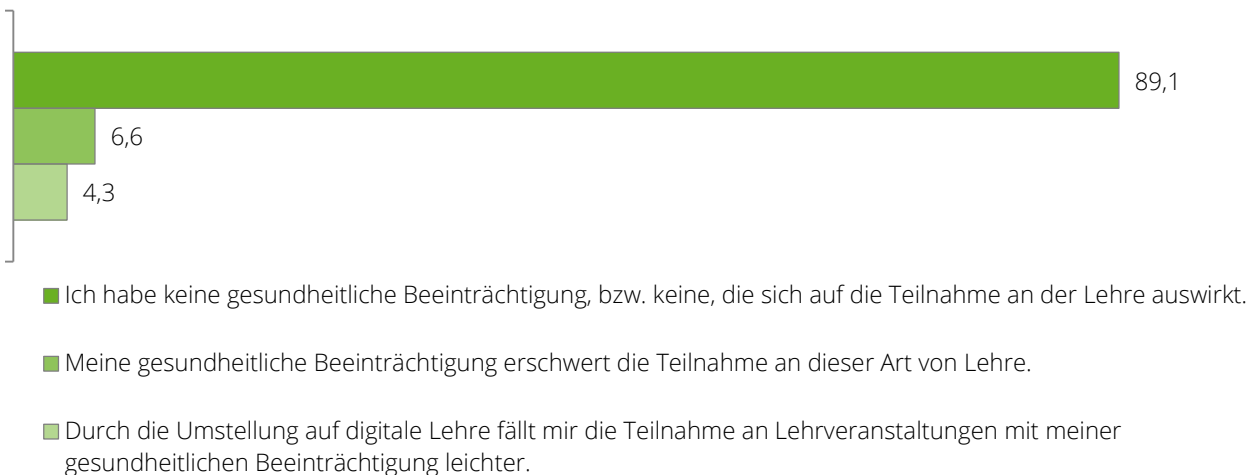 89,1
6,6
4,3
Ich habe keine gesundheitliche Beeinträchtigung, bzw. keine, die sich auf die Teilnahme an der Lehre auswirkt.
Meine gesundheitliche Beeinträchtigung erschwert die Teilnahme an dieser Art von Lehre.
Durch die Umstellung auf digitale Lehre fällt mir die Teilnahme an Lehrveranstaltungen mit meiner
gesundheitlichen Beeinträchtigung leichter.